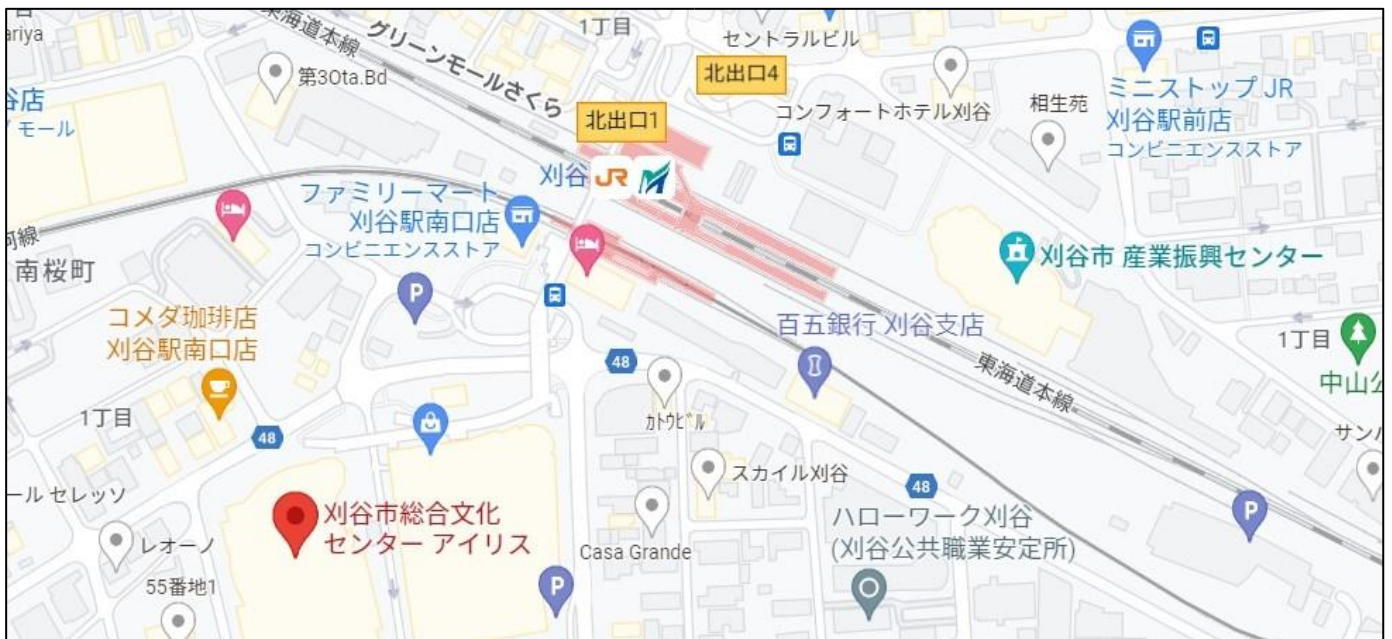 ariya
東海道本線
グリーンモールさくら
1丁目
セントラルビル
北出口4
ミニストップ JR
刈谷駅前店
コンビニエンスストア
第3Ota.Bd
谷店
モール
北出口1
コンフォートホテル刈谷
相生苑
刈谷
JR
ファミリーマート
刈谷駅南口店
コンビニエンスストア
河線
南桜町
P
刈谷市 産業振興センター
コメダ珈琲店
刈谷駅南口店
百五銀行 刈谷支店
1丁目
中山公
東海道本線
48
カトウビル
1丁目
48
サンハ
スカイル刈谷
48
ール セレッソ
刈谷市総合文化
センター アイリス
レオーノ
Casa Grande
ハローワーク刈谷
(刈谷公共職業安定所)
P
55番地1
P